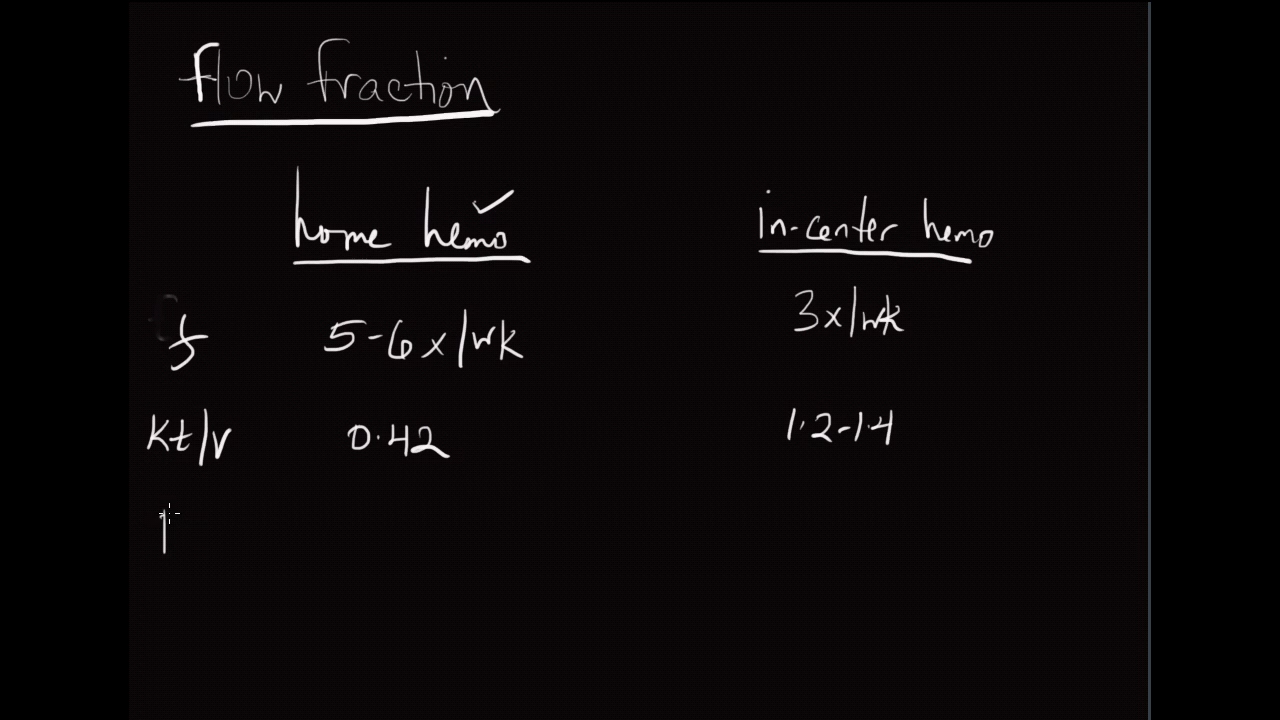 flow fraction
home hemo ✓ in-center hemo
f 5-6x/wk 3x/wk
kt/v 0.42 1.2-1.4